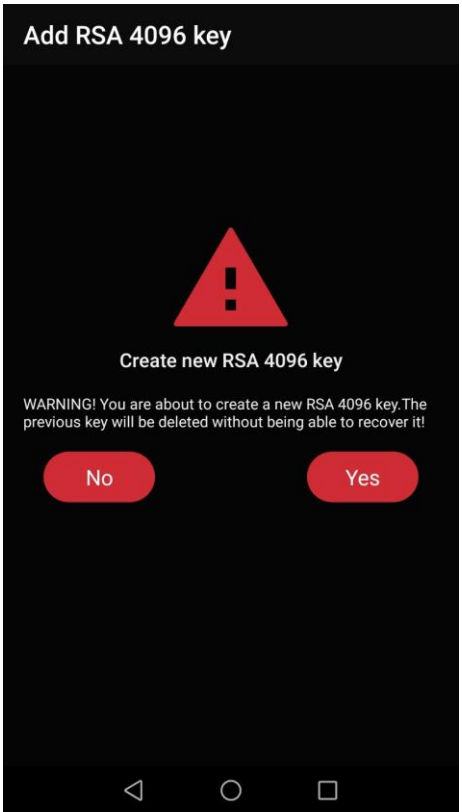 Add RSA 4096 key
Create new RSA 4096 key
WARNING! You are about to create a new RSA 4096 key.The
previous key will be deleted without being able to recover it!
No
Yes